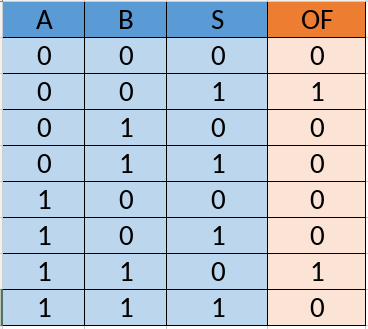 A B S OF
0 0 0 0
0 0 1 1
0 1 0 0
0 1 1 0
1 0 0 0
1 0 1 0
1 1 0 1
1 1 1 0